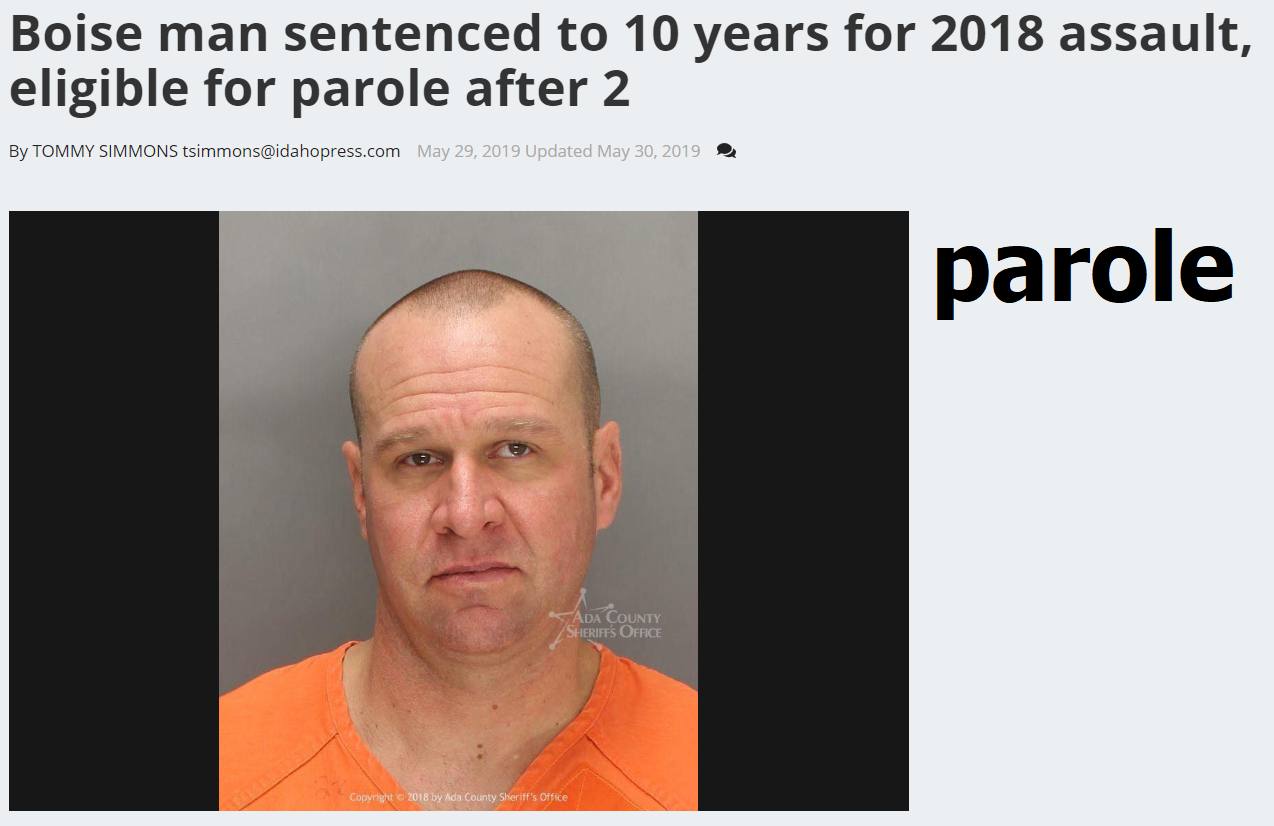 Boise man sentenced to 10 years for 2018 assault,
eligible for parole after 2
By TOMMY SIMMONS tsimmons@idahopress.com May 29, 2019 Updated May 30, 2019
parole
ADA COUNTY
SHERIFF'S OFFICE
Copyright © 2018 by Ada County Sheriff's Office